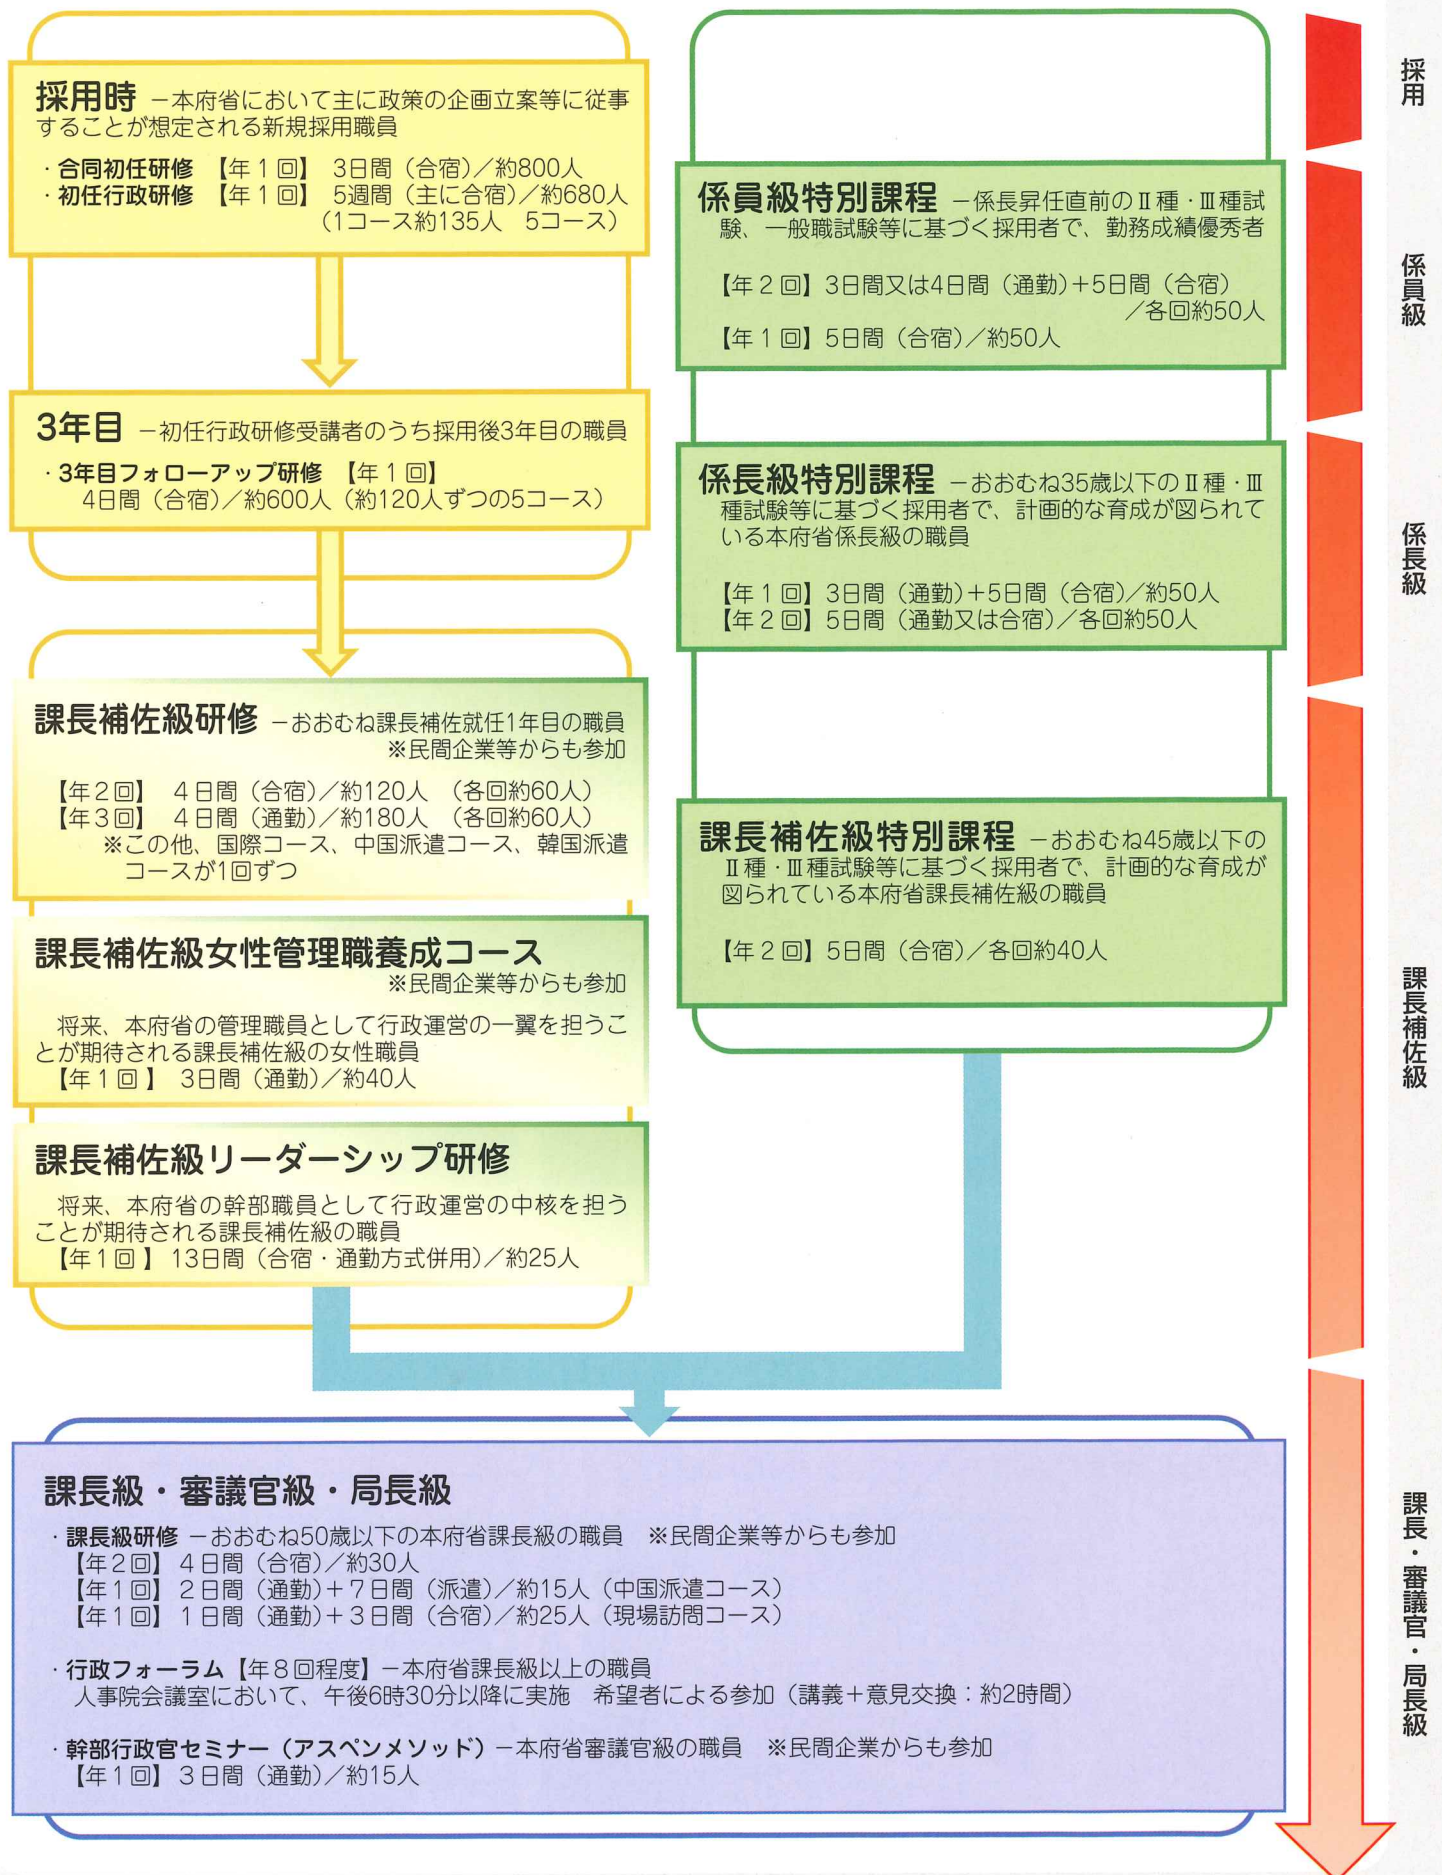 採用時 －本府省において主に政策の企画立案等に従事
することが想定される新規採用職員
・合同初任研修 【年１回】 3日間（合宿）／約800人
・初任行政研修 【年１回】 5週間（主に合宿）／約680人
（1コース約135人 5コース）
3年目 －初任行政研修受講者のうち採用後3年目の職員
・3年目フォローアップ研修 【年１回】
4日間（合宿）／約600人（約120人ずつの5コース）
課長補佐級研修 －おおむね課長補佐就任1年目の職員
※民間企業等からも参加
【年２回】 ４日間（合宿）／約120人 （各回約60人）
【年３回】 ４日間（通勤）／約180人 （各回約60人）
※この他、国際コース、中国派遣コース、韓国派遣
コースが1回ずつ
課長補佐級女性管理職養成コース
※民間企業等からも参加
将来、本府省の管理職員として行政運営の一翼を担うこ
とが期待される課長補佐級の女性職員
【年１回 】 3日間（通勤）／約40人
課長補佐級リーダーシップ研修
将来、本府省の幹部職員として行政運営の中核を担う
ことが期待される課長補佐級の職員
【年１回 】 13日間（合宿・通勤方式併用）／約25人
係員級特別課程 －係長昇任直前のⅡ種・Ⅲ種試
験、一般職試験等に基づく採用者で、勤務成績優秀者
【年２回】3日間又は4日間（通勤）＋5日間（合宿）
／各回約50人
【年１回】5日間（合宿）／約50人
係長級特別課程 －おおむね35歳以下のⅡ種・Ⅲ
種試験等に基づく採用者で、計画的な育成が図られて
いる本府省係長級の職員
【年１回】3日間（通勤）＋5日間（合宿）／約50人
【年２回】5日間（通勤又は合宿）／各回約50人
課長補佐級特別課程 －おおむね45歳以下の
Ⅱ種・Ⅲ種試験等に基づく採用者で、計画的な育成が
図られている本府省課長補佐級の職員
【年２回】5日間（合宿）／各回約40人
課長級・審議官級・局長級
・課長級研修 －おおむね50歳以下の本府省課長級の職員 ※民間企業等からも参加
【年２回】４日間（合宿）／約30人
【年１回】２日間（通勤）＋７日間（派遣）／約15人（中国派遣コース）
【年１回】１日間（通勤）＋３日間（合宿）／約25人（現場訪問コース）
・行政フォーラム【年８回程度】－本府省課長級以上の職員
人事院会議室において、午後6時30分以降に実施 希望者による参加（講義＋意見交換：約2時間）
・幹部行政官セミナー（アスペンメソッド）－本府省審議官級の職員 ※民間企業からも参加
【年１回】３日間（通勤）／約15人
採用
係員級
係長級
課長補佐級
課長・審議官・局長級